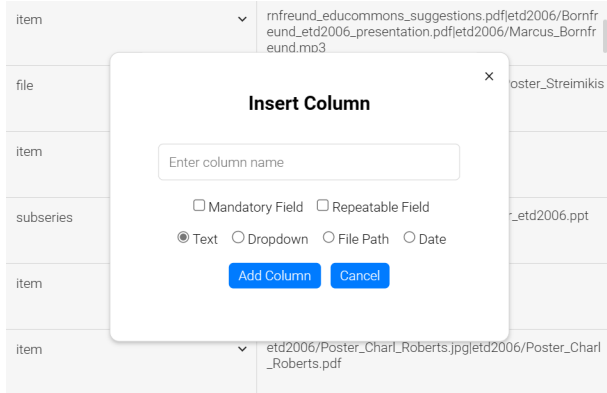 item
rnfreund_educommons_suggestions.pdf|etd2006/Bornfr
eund_etd2006_presentation.pdf|etd2006/Marcus_Bornfr
eund.mp3
file
oster_Streimikis
×
Insert Column
Enter column name
item
Mandatory Field Repeatable Field
subseries
r_etd2006.ppt
Text Dropdown File Path Date
Add Column Cancel
item
item
etd2006/Poster_Charl_Roberts.jpg|etd2006/Poster_Charl
_Roberts.pdf